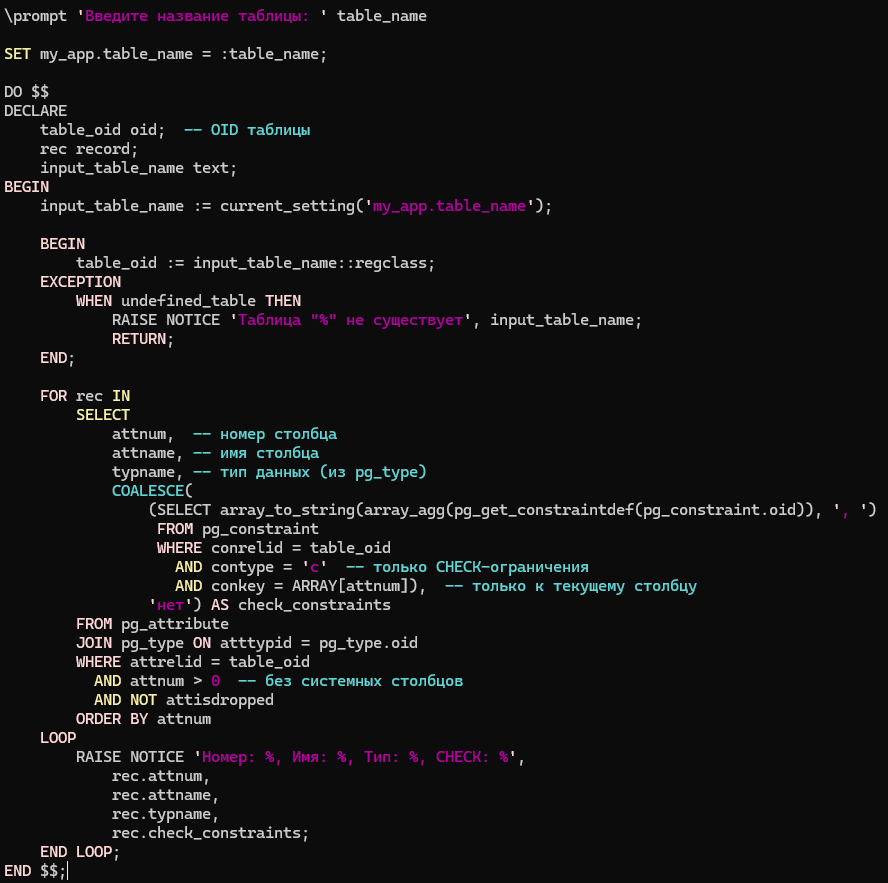 \prompt 'Введите название таблицы: ' table_name

SET my_app.table_name = :table_name;

DO $$
DECLARE
    table_oid oid;  -- OID таблицы
    rec record;
    input_table_name text;
BEGIN
    input_table_name := current_setting('my_app.table_name');

    BEGIN
        table_oid := input_table_name::regclass;
    EXCEPTION
        WHEN undefined_table THEN
            RAISE NOTICE 'Таблица "%" не существует', input_table_name;
            RETURN;
    END;

    FOR rec IN
        SELECT
            attnum,  -- номер столбца
            attname, -- имя столбца
            typname, -- тип данных (из pg_type)
            COALESCE(
                (SELECT array_to_string(array_agg(pg_get_constraintdef(pg_constraint.oid)), ', ')
                 FROM pg_constraint
                 WHERE conrelid = table_oid
                   AND contype = 'c'  -- только CHECK-ограничения
                   AND conkey = ARRAY[attnum]),  -- только к текущему столбцу
                'нет') AS check_constraints
        FROM pg_attribute
        JOIN pg_type ON atttypid = pg_type.oid
        WHERE attrelid = table_oid
          AND attnum > 0  -- без системных столбцов
          AND NOT attisdropped
        ORDER BY attnum
    LOOP
        RAISE NOTICE 'Номер: %, Имя: %, Тип: %, CHECK: %',
            rec.attnum,
            rec.attname,
            rec.typname,
            rec.check_constraints;
    END LOOP;
END $$;